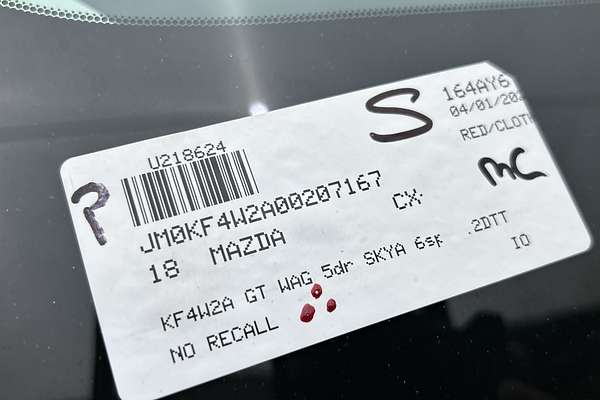 U218624
S
164AY6
04/01/202
RED/CLOTH
P
JM0KF4W2A00207167
18 MAZDA CX-
MC
KF4W2A GT WAG 5dr SKYA 6sp .2DTT
NO RECALL
IO